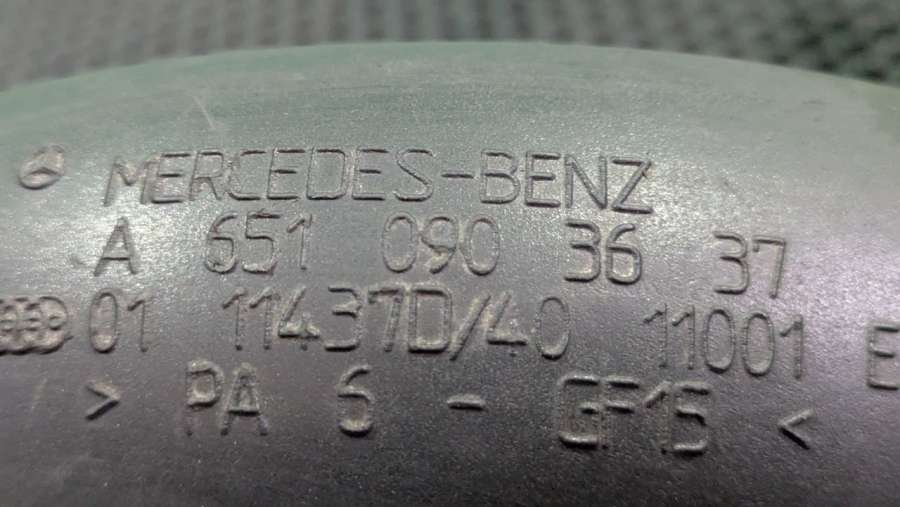 MERCEDES-BENZ
A 651 090 36 37
01 11437D/40 11001 E
> PA 6 - GF15 <